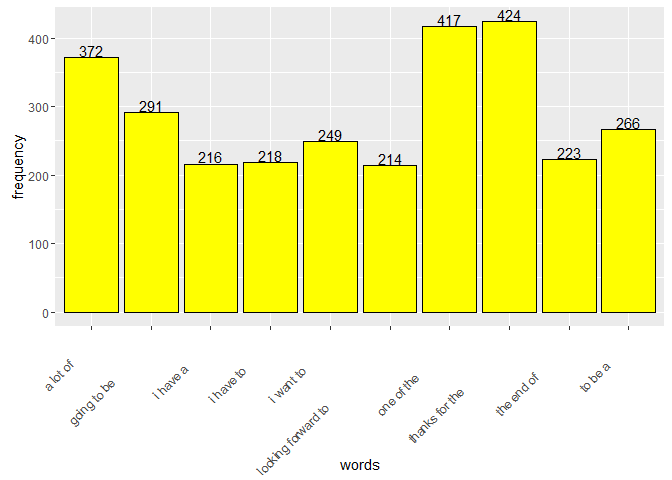 417
424
400
372
300
291
266
249
216
218
214
223
200
100
0
frequency
a lot of
going to be
I have a
I have to
I want to
looking forward to
one of the
thanks for the
the end of
to be a
words